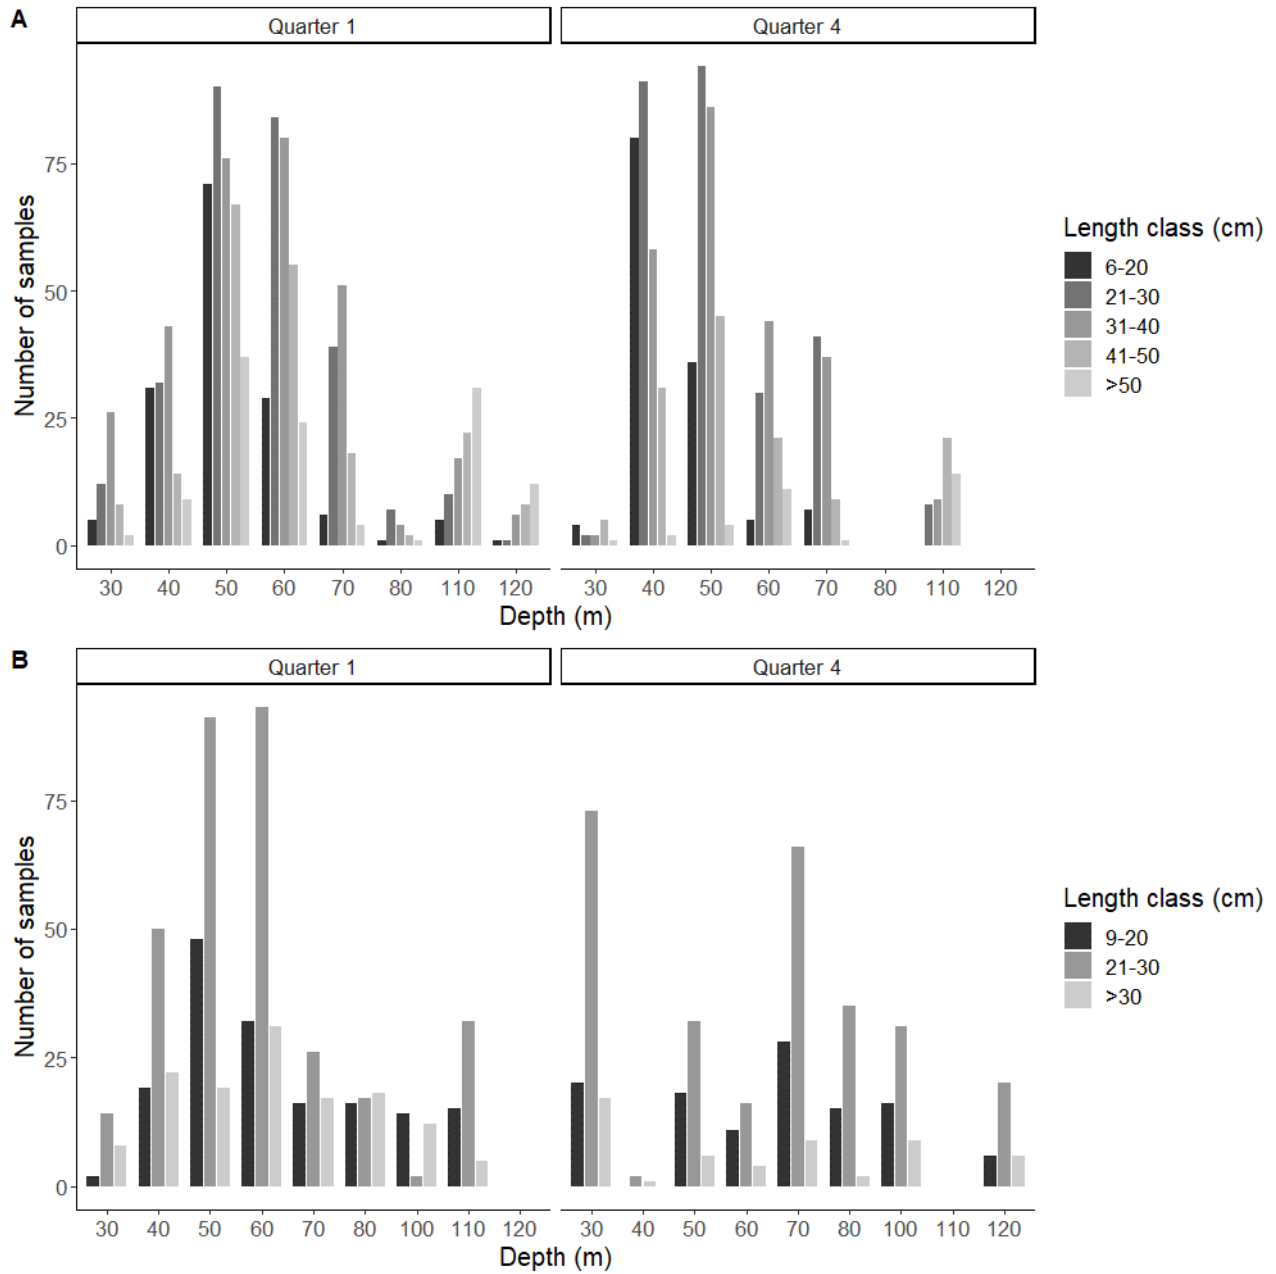 A
Quarter 1 Quarter 4
Number of samples
75
50
25
0
30 40 50 60 70 80 110 120 30 40 50 60 70 80 110 120
Depth (m)
Length class (cm)
6-20
21-30
31-40
41-50
>50
B
Quarter 1 Quarter 4
Number of samples
75
50
25
0
30 40 50 60 70 80 100 110 120 30 40 50 60 70 80 100 110 120
Depth (m)
Length class (cm)
9-20
21-30
>30